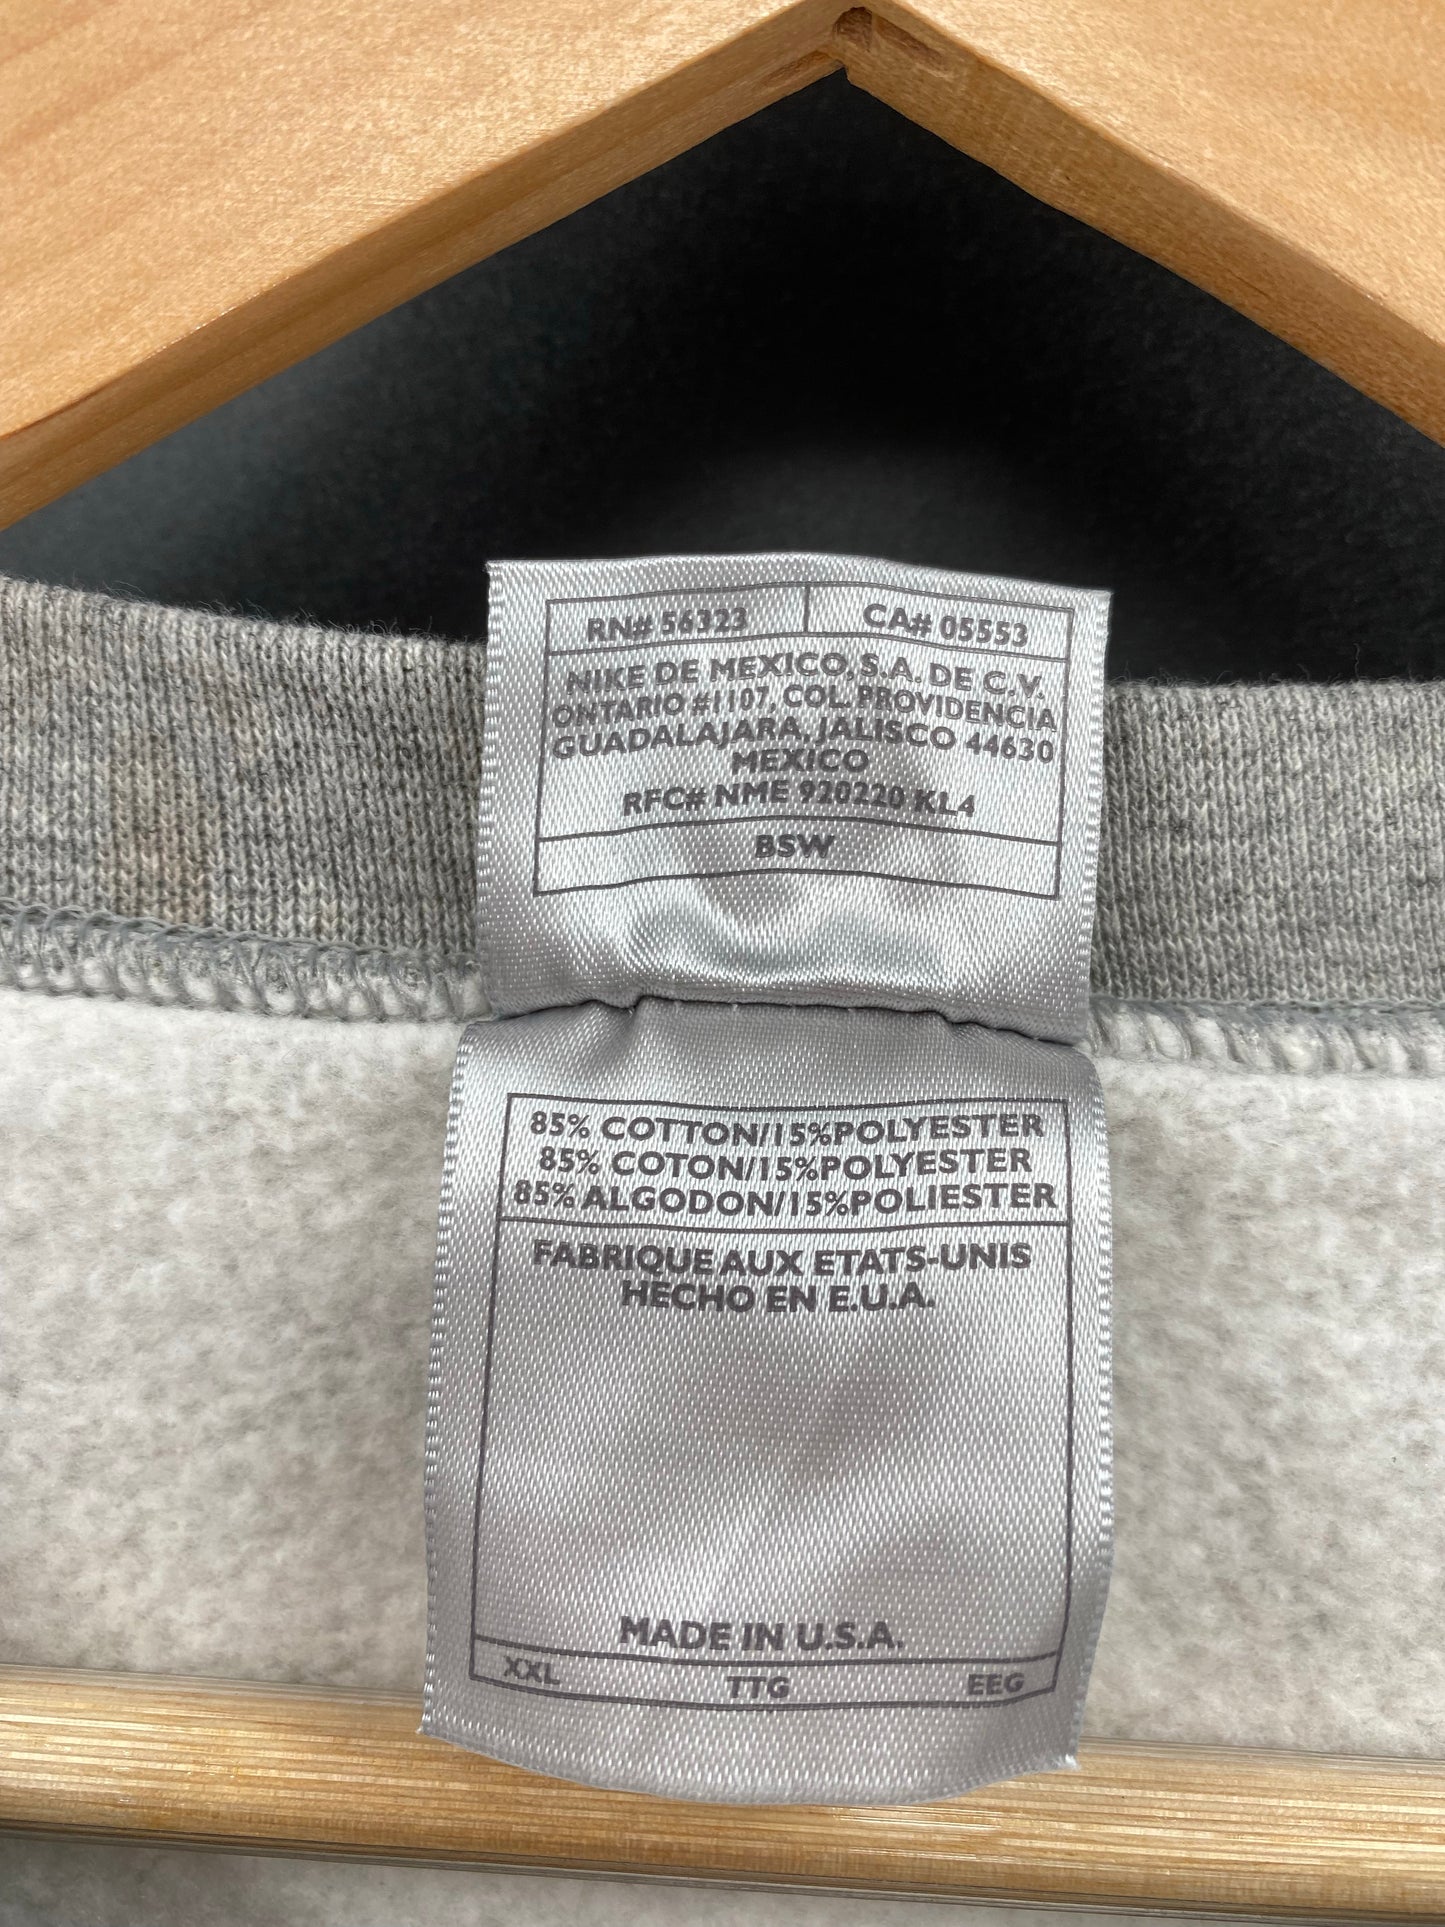 RN# 56323 CA# 05553
NIKE DE MEXICO, S.A. DE C.V.
ONTARIO #1107, COL. PROVIDENCIA
GUADALAJARA, JALISCO 44630
MEXICO
RFC# NME 920220 KL4
BSW
85% COTTON/15%POLYESTER
85% COTON/15%POLYESTER
85% ALGODON/15%POLIESTER
FABRIQUE AUX ETATS-UNIS
HECHO EN E.U.A.
MADE IN U.S.A.
XXL TTG EEG